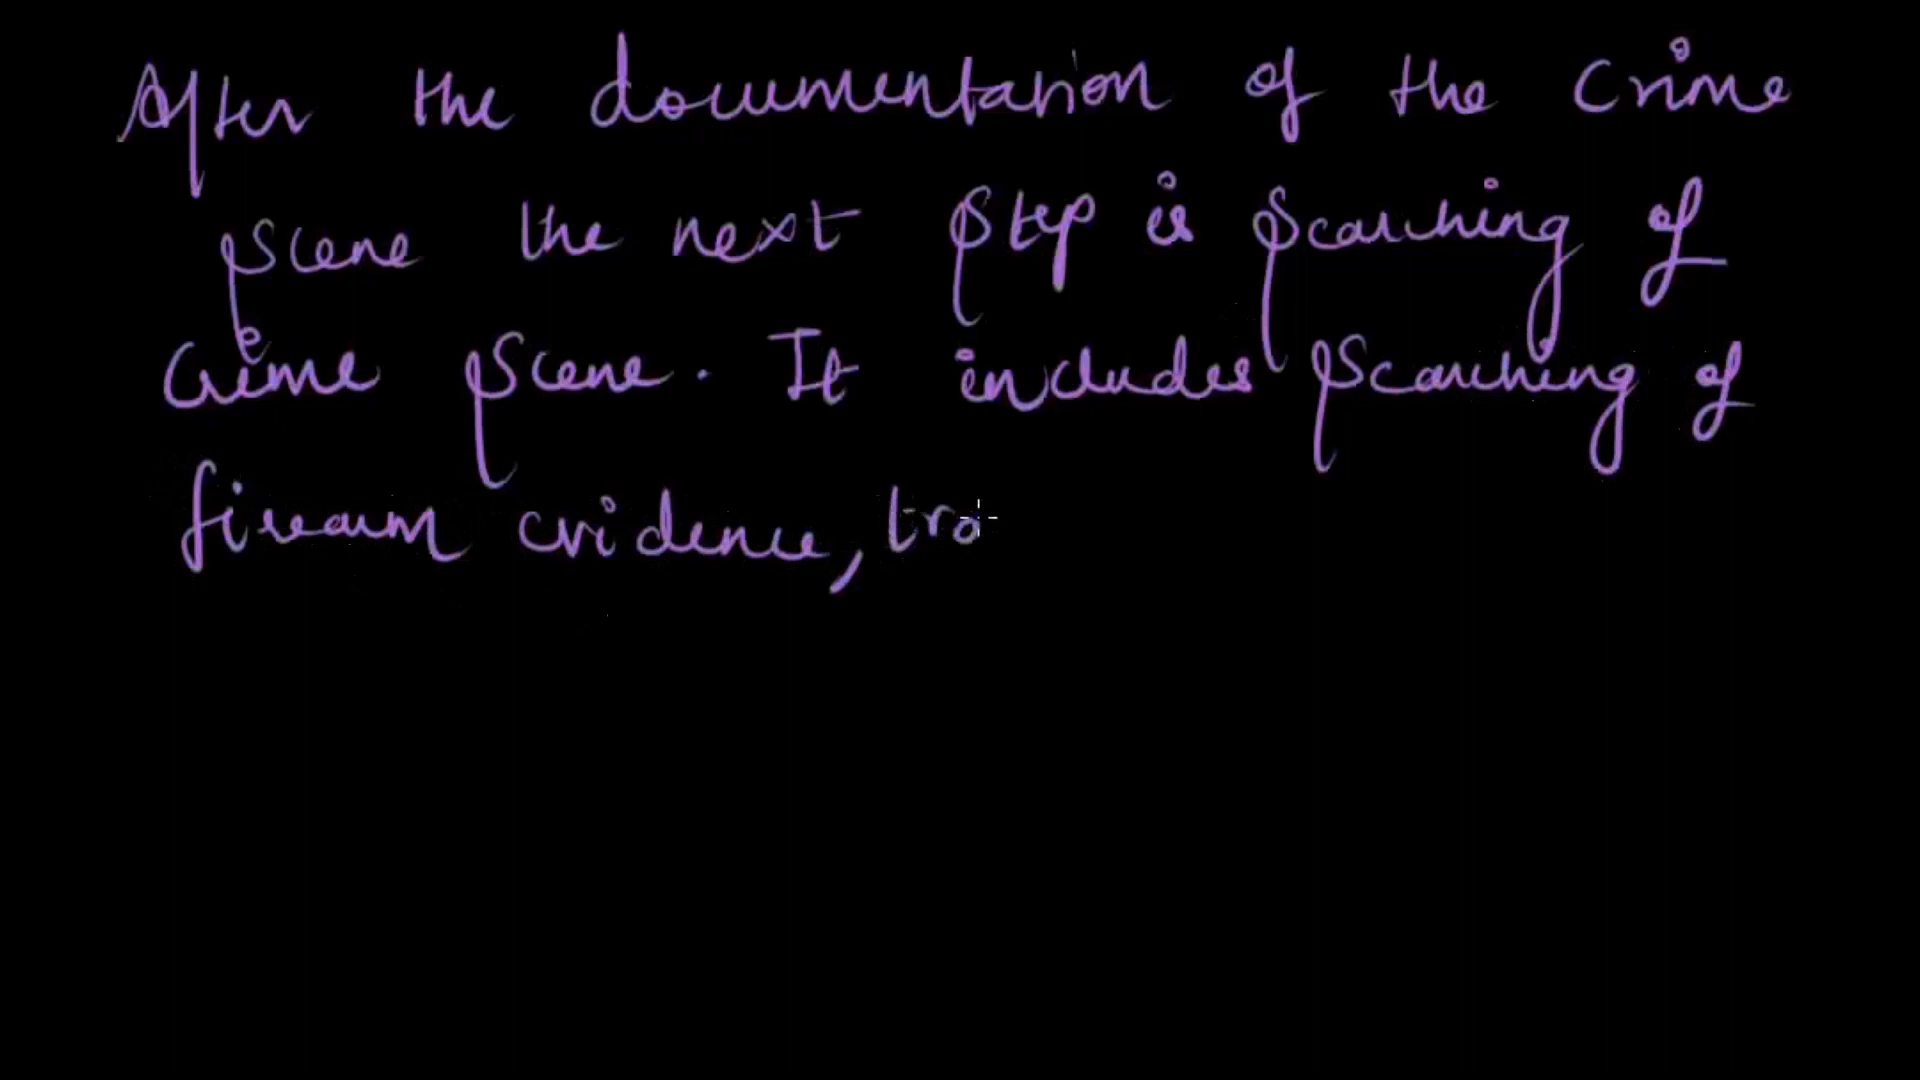 After the documentation of the Crime
Scene the next Step is Searching of
Crime Scene. It includes Searching of
firearm evidence, tra